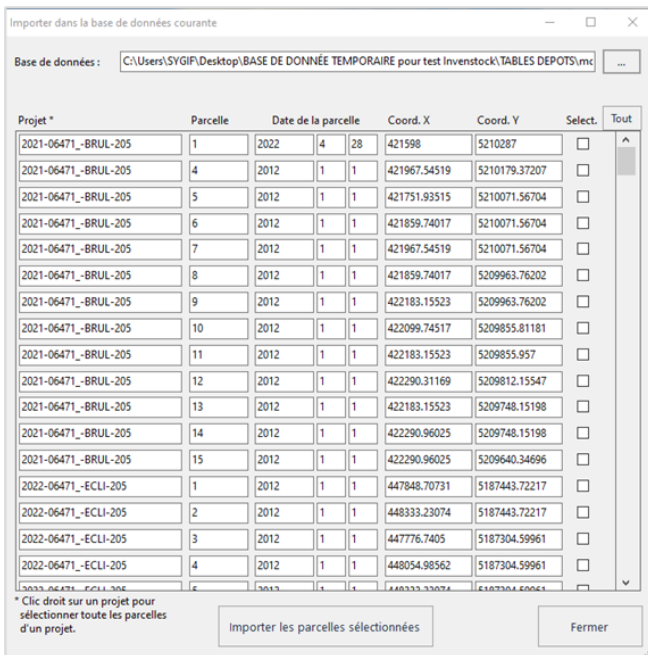 Importer dans la base de données courante
Base de données : C:\Users\SYGIF\Desktop\BASE DE DONNÉE TEMPORAIRE pour test Invenstock\TABLES DEPOTS\mc ...
Projet * Parcelle Date de la parcelle Coord. X Coord. Y Select. Tout
2021-06471_-BRUL-205 1 2022 4 28 421598 5210287
2021-06471_-BRUL-205 4 2012 1 1 421967.54519 5210179.37207
2021-06471_-BRUL-205 5 2012 1 1 421751.93515 5210071.56704
2021-06471_-BRUL-205 6 2012 1 1 421859.74017 5210071.56704
2021-06471_-BRUL-205 7 2012 1 1 421967.54519 5210071.56704
2021-06471_-BRUL-205 8 2012 1 1 421859.74017 5209963.76202
2021-06471_-BRUL-205 9 2012 1 1 422183.15523 5209963.76202
2021-06471_-BRUL-205 10 2012 1 1 422099.74517 5209855.81181
2021-06471_-BRUL-205 11 2012 1 1 422183.15523 5209855.957
2021-06471_-BRUL-205 12 2012 1 1 422290.31169 5209812.15547
2021-06471_-BRUL-205 13 2012 1 1 422183.15523 5209748.15198
2021-06471_-BRUL-205 14 2012 1 1 422290.96025 5209748.15198
2021-06471_-BRUL-205 15 2012 1 1 422290.96025 5209640.34696
2022-06471_-ECLI-205 1 2012 1 1 447848.70731 5187443.72217
2022-06471_-ECLI-205 2 2012 1 1 448333.23074 5187443.72217
2022-06471_-ECLI-205 3 2012 1 1 447776.7405 5187304.59961
2022-06471_-ECLI-205 4 2012 1 1 448054.98562 5187304.59961
2022-06471_-ECLI-205 5 2012 1 1 448333.23074 5187304.59961
* Clic droit sur un projet pour
sélectionner toute les parcelles
d'un projet.
Importer les parcelles sélectionnées
Fermer